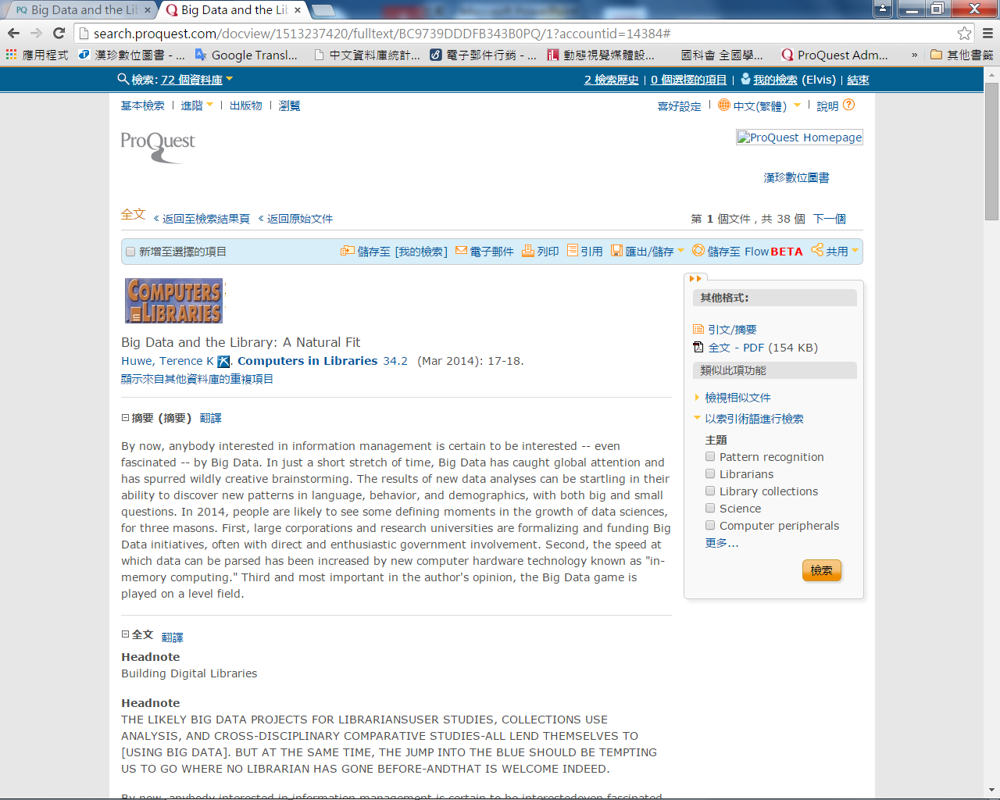 Big Data and the Lib
Big Data and the Lib
search.proquest.com/docview/1513237420/fulltext/BC9739DDDFB343B0PQ/1?accountid=14384#
應用程式 漢珍數位圖書 - ... Google Transl... 中文資料庫統計... 電子郵件行銷 - ... 動態視覺媒體設... 國科會 全國學... ProQuest Adm... » 其他書籤
檢索: 72 個資料庫 2 檢索歷史 | 0 個選擇的項目 | 我的檢索 (Elvis) | 結束
基本檢索 | 進階 | 出版物 | 瀏覽 喜好設定 | 中文(繁體) | 說明
ProQuest
ProQuest Homepage
漢珍數位圖書
全文 « 返回至檢索結果頁 « 返回原始文件 第 1 個文件 , 共 38 個 下一個
新增至選擇的項目 儲存至 [我的檢索] 電子郵件 列印 引用 匯出/儲存 儲存至 Flow BETA 共用
COMPUTERS
IN LIBRARIES
Big Data and the Library: A Natural Fit
Huwe, Terence K. Computers in Libraries 34.2 (Mar 2014): 17-18.
顯示來自其他資料庫的重複項目
摘要 (摘要) 翻譯
By now, anybody interested in information management is certain to be interested -- even
fascinated -- by Big Data. In just a short stretch of time, Big Data has caught global attention and
has spurred wildly creative brainstorming. The results of new data analyses can be startling in their
ability to discover new patterns in language, behavior, and demographics, with both big and small
questions. In 2014, people are likely to see some defining moments in the growth of data sciences,
for three masons. First, large corporations and research universities are formalizing and funding Big
Data initiatives, often with direct and enthusiastic government involvement. Second, the speed at
which data can be parsed has been increased by new computer hardware technology known as "in-
memory computing." Third and most important in the author's opinion, the Big Data game is
played on a level field.
全文 翻譯
Headnote
Building Digital Libraries
Headnote
THE LIKELY BIG DATA PROJECTS FOR LIBRARIANSUSER STUDIES, COLLECTIONS USE
ANALYSIS, AND CROSS-DISCIPLINARY COMPARATIVE STUDIES-ALL LEND THEMSELVES TO
[USING BIG DATA]. BUT AT THE SAME TIME, THE JUMP INTO THE BLUE SHOULD BE TEMPTING
US TO GO WHERE NO LIBRARIAN HAS GONE BEFORE-ANDTHAT IS WELCOME INDEED.
By now, anybody interested in information management is certain to be interestedeven fascinated
其他格式:
引文/摘要
全文 - PDF (154 KB)
類似此項功能
檢視相似文件
以索引術語進行檢索
主題
Pattern recognition
Librarians
Library collections
Science
Computer peripherals
更多...
檢索